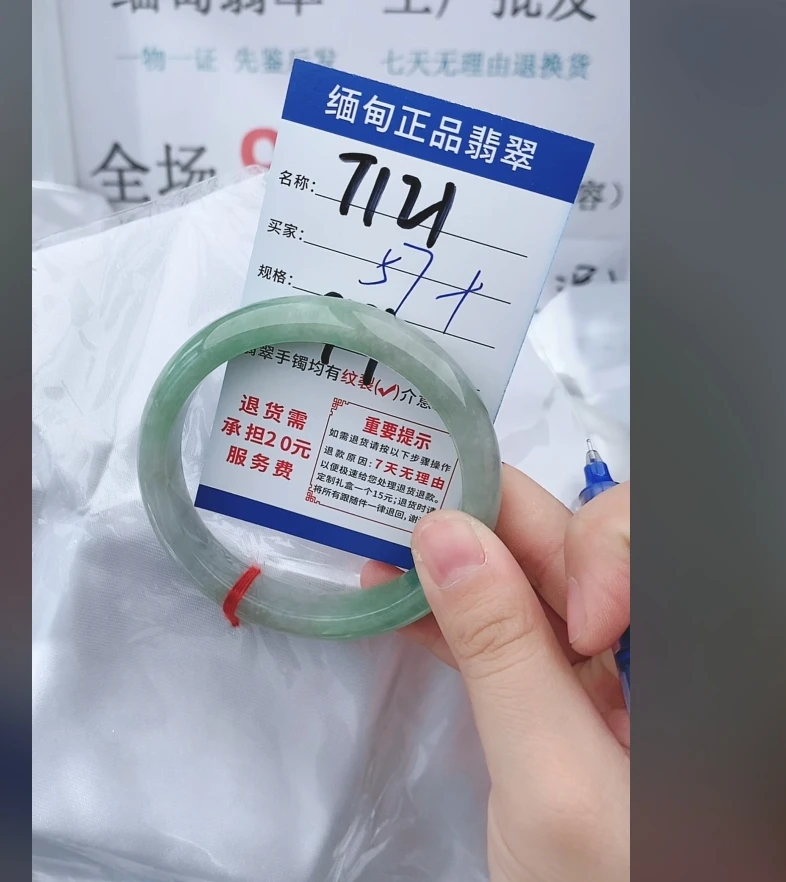 缅甸翡翠 工厂批发
一物一证 先鉴后发 七天无理由退换货
全场
容）
缅甸正品翡翠
名称：
买家：
规格：
翡翠手镯均有纹裂(✓)介意
退货需
承担20元
服务费
重要提示
如需退货请按以下步骤操作
退款原因：7天无理由
以便极速给您处理退货退款。
定制礼盒一个15元；退货时请
将所有跟随件一律退回，谢